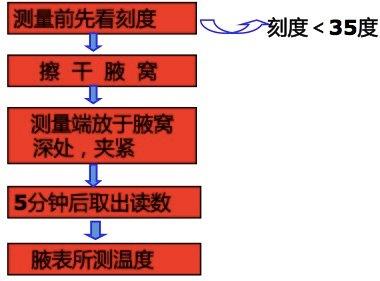 测量前先看刻度
刻度＜35度
擦 干 腋 窝
测量端放于腋窝
深处，夹紧
5分钟后取出读数
腋表所测温度